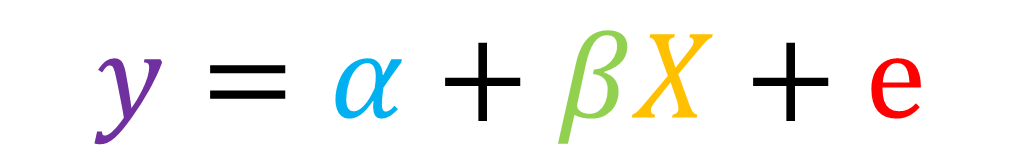 y = α + βX + e